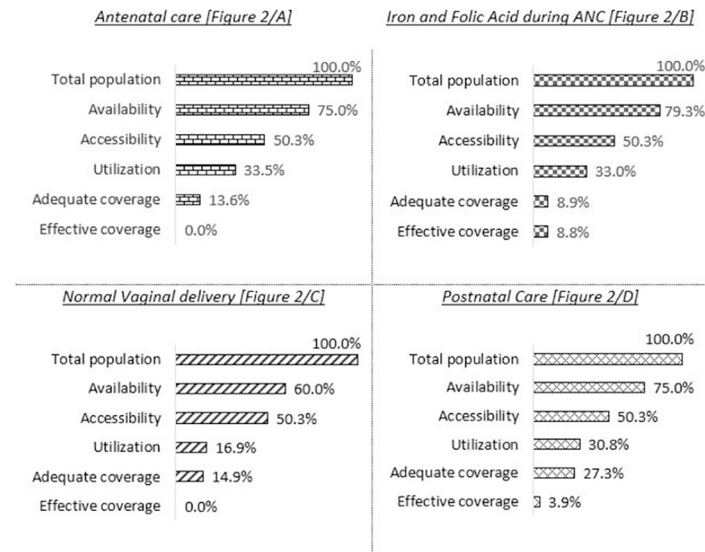 Antenatal care [Figure 2/A]
100.0%
Total population
Availability 75.0%
Accessibility 50.3%
Utilization 33.5%
Adequate coverage 13.6%
Effective coverage 0.0%
Iron and Folic Acid during ANC [Figure 2/B]
100.0%
Total population
Availability 79.3%
Accessibility 50.3%
Utilization 33.0%
Adequate coverage 8.9%
Effective coverage 8.8%
Normal Vaginal delivery [Figure 2/C]
100.0%
Total population
Availability 60.0%
Accessibility 50.3%
Utilization 16.9%
Adequate coverage 14.9%
Effective coverage 0.0%
Postnatal Care [Figure 2/D]
100.0%
Total population
Availability 75.0%
Accessibility 50.3%
Utilization 30.8%
Adequate coverage 27.3%
Effective coverage 3.9%